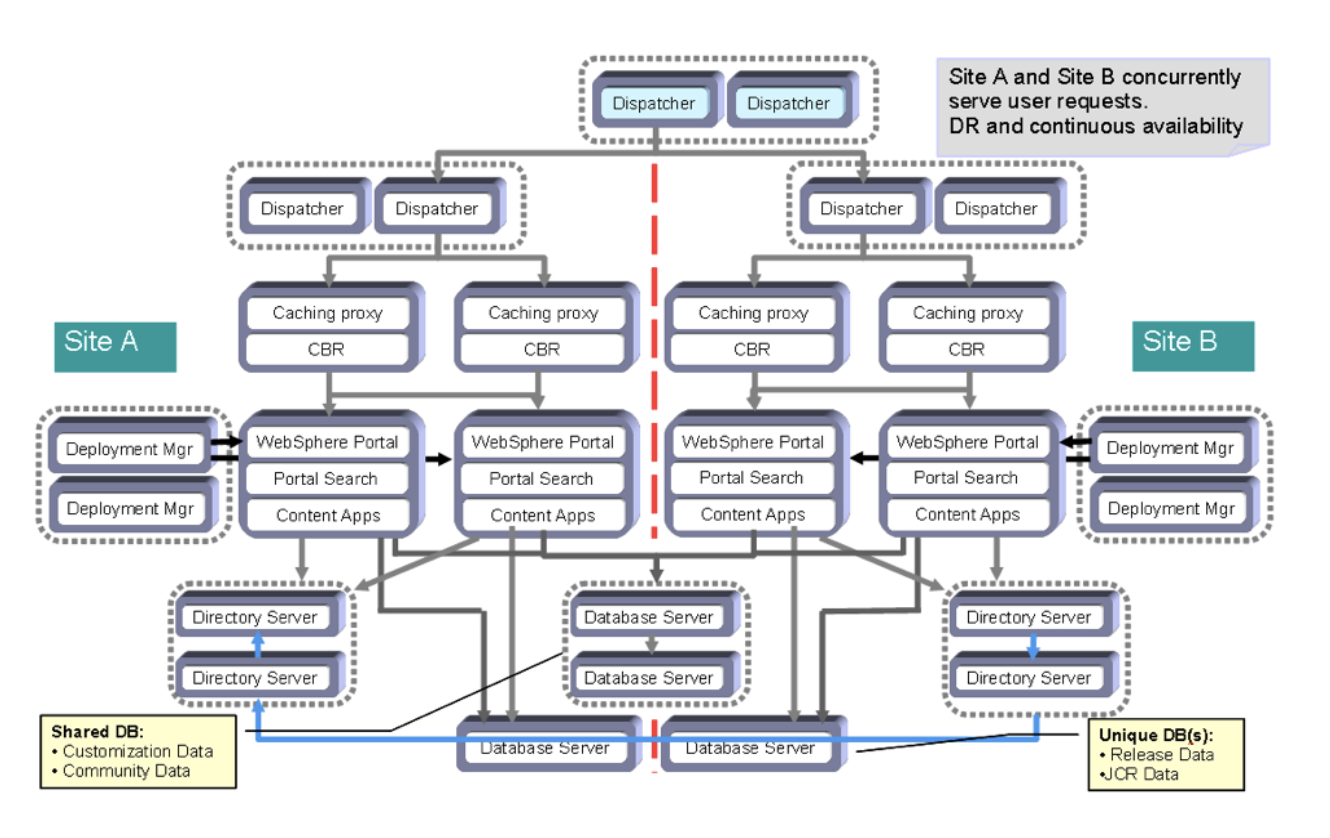 Dispatcher
Dispatcher
Site A and Site B concurrently
serve user requests.
DR and continuous availability
Dispatcher
Dispatcher
Dispatcher
Dispatcher
Caching proxy
CBR
Caching proxy
CBR
Caching proxy
CBR
Caching proxy
CBR
Site A
Site B
Deployment Mgr
Deployment Mgr
WebSphere Portal
Portal Search
Content Apps
WebSphere Portal
Portal Search
Content Apps
WebSphere Portal
Portal Search
Content Apps
WebSphere Portal
Portal Search
Content Apps
Deployment Mgr
Deployment Mgr
Directory Server
Directory Server
Database Server
Database Server
Directory Server
Directory Server
Shared DB:
• Customization Data
• Community Data
Database Server
Database Server
Unique DB(s):
• Release Data
•JCR Data